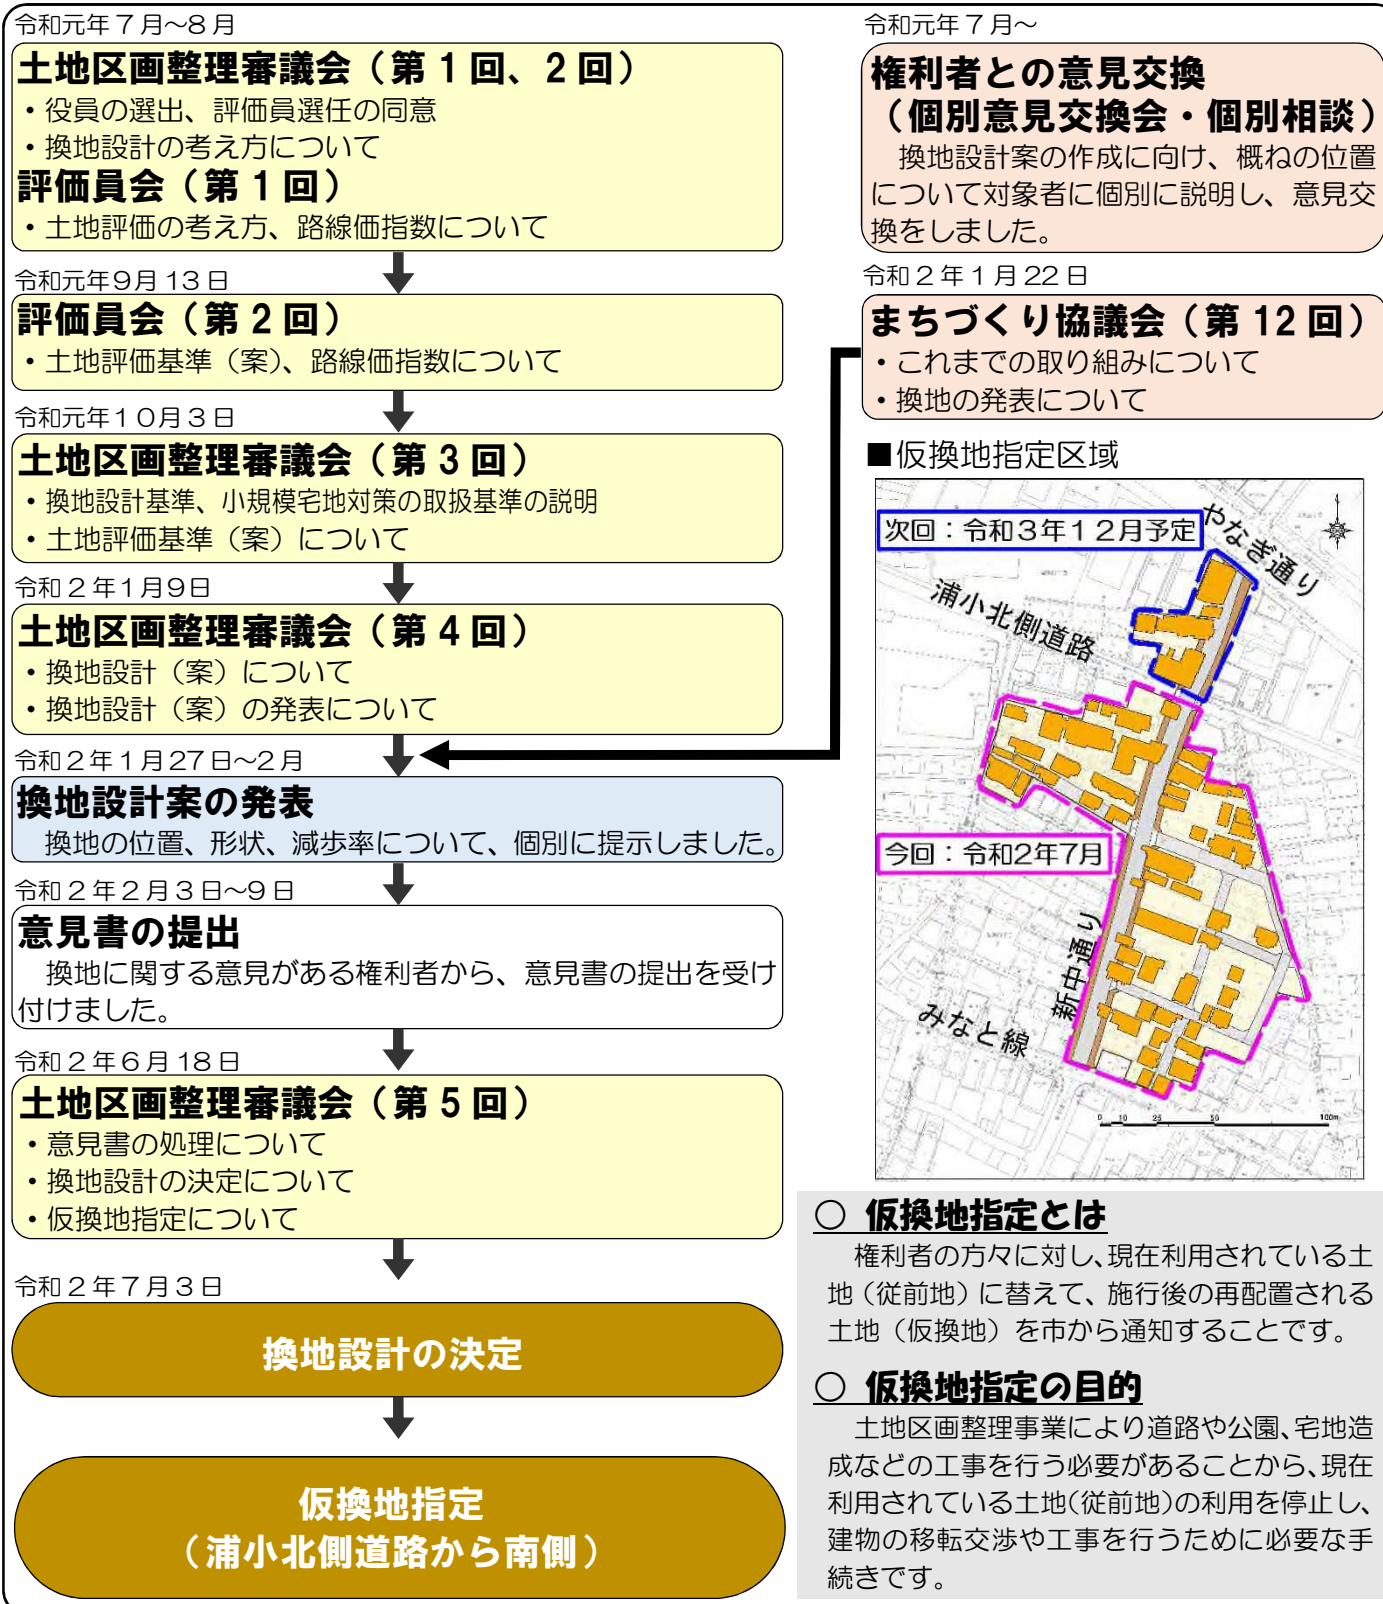 令和元年７月～８月
土地区画整理審議会（第１回、２回）
・役員の選出、評価員選任の同意
・換地設計の考え方について
評価員会（第１回）
・土地評価の考え方、路線価指数について
令和元年９月13日
評価員会（第２回）
・土地評価基準（案）、路線価指数について
令和元年１０月３日
土地区画整理審議会（第３回）
・換地設計基準、小規模宅地対策の取扱基準の説明
・土地評価基準（案）について
令和２年１月９日
土地区画整理審議会（第４回）
・換地設計（案）について
・換地設計（案）の発表について
令和２年１月27日～２月
換地設計案の発表
換地の位置、形状、減歩率について、個別に提示しました。
令和２年２月３日～９日
意見書の提出
換地に関する意見がある権利者から、意見書の提出を受け
付けました。
令和２年６月18日
土地区画整理審議会（第５回）
・意見書の処理について
・換地設計の決定について
・仮換地指定について
令和２年７月３日
換地設計の決定
仮換地指定
（浦小北側道路から南側）
令和元年７月～
権利者との意見交換
（個別意見交換会・個別相談）
換地設計案の作成に向け、概ねの位置
について対象者に個別に説明し、意見交
換をしました。
令和２年１月22日
まちづくり協議会（第12回）
・これまでの取り組みについて
・換地の発表について
■仮換地指定区域
次回：令和３年１２月予定
やなぎ通り
浦小北側道路
今回：令和2年7月
新中通り
みなと線
0 10 25 50 100m
○ 仮換地指定とは
権利者の方々に対し、現在利用されている土
地（従前地）に替えて、施行後の再配置される
土地（仮換地）を市から通知することです。
○ 仮換地指定の目的
土地区画整理事業により道路や公園、宅地造
成などの工事を行う必要があることから、現在
利用されている土地（従前地）の利用を停止し、
建物の移転交渉や工事を行うために必要な手
続きです。